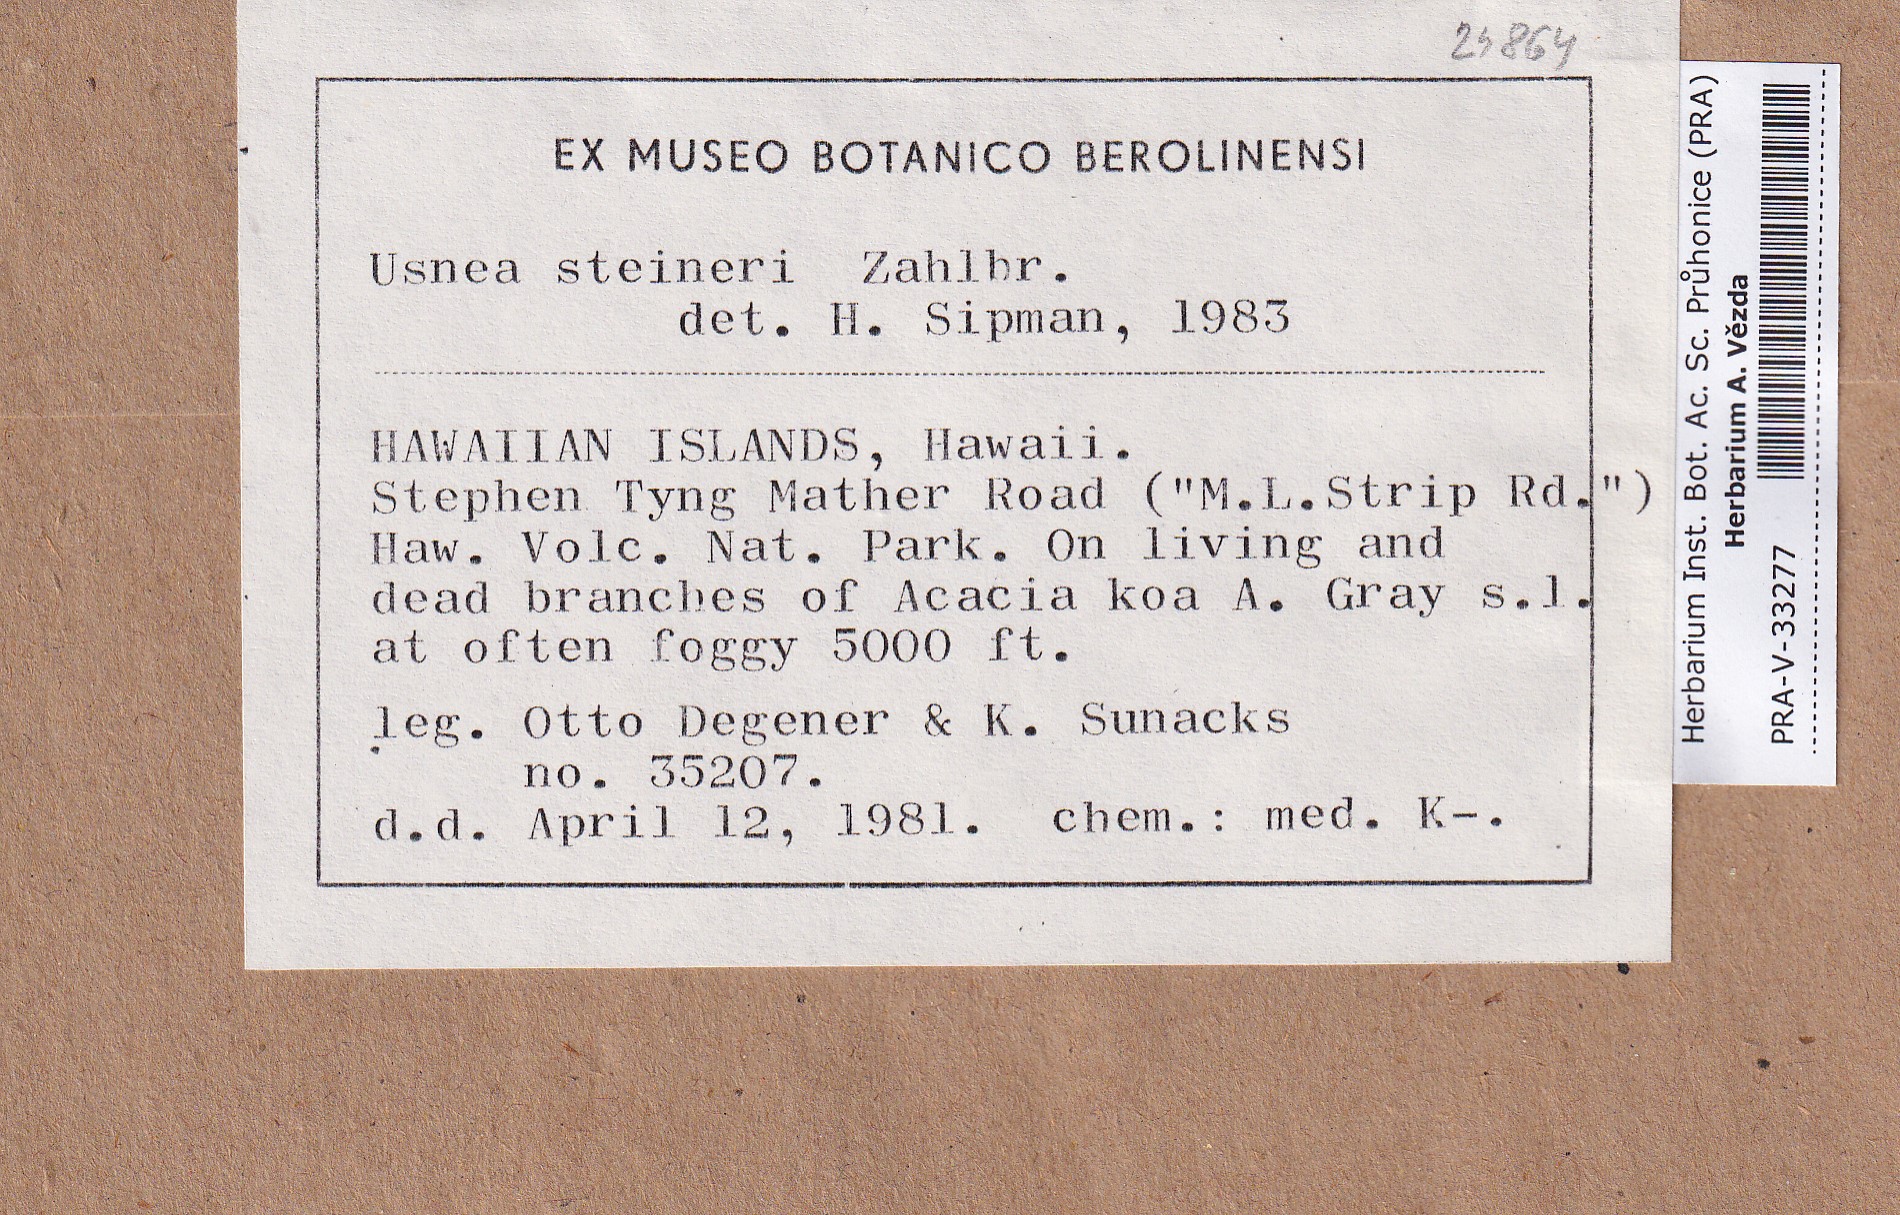 25864
EX MUSEO BOTANICO BEROLINENSI
Usnea steineri Zahlbr.
det. H. Sipman, 1983
HAWAIIAN ISLANDS, Hawaii.
Stephen Tyng Mather Road ("M.L.Strip Rd.")
Haw. Volc. Nat. Park. On living and
dead branches of Acacia koa A. Gray s.l.
at often foggy 5000 ft.
leg. Otto Degener & K. Sunacks
no. 35207.
d.d. April 12, 1981. chem.: med. K-.
Herbarium Inst. Bot. Ac. Sc. Průhonice (PRA)
Herbarium A. Vězda
PRA-V-33277